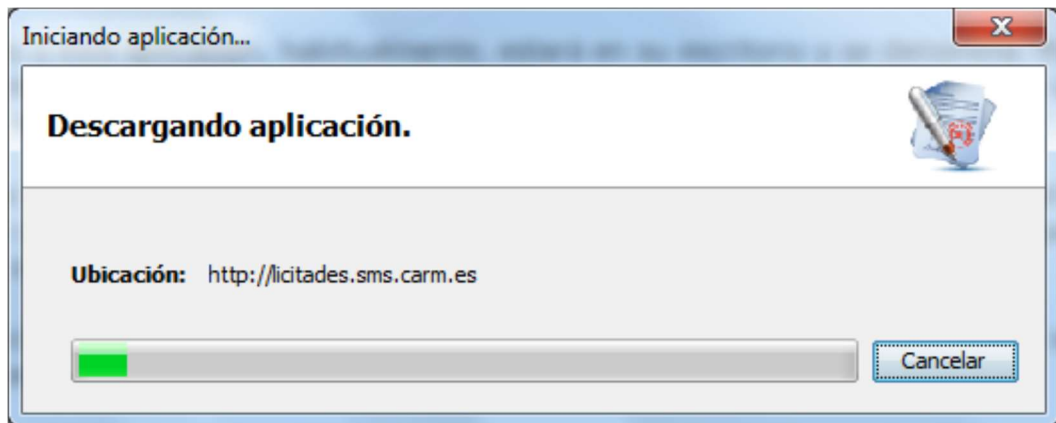 Iniciando aplicación...
Descargando aplicación.
Ubicación: http://licitades.sms.carm.es
Cancelar